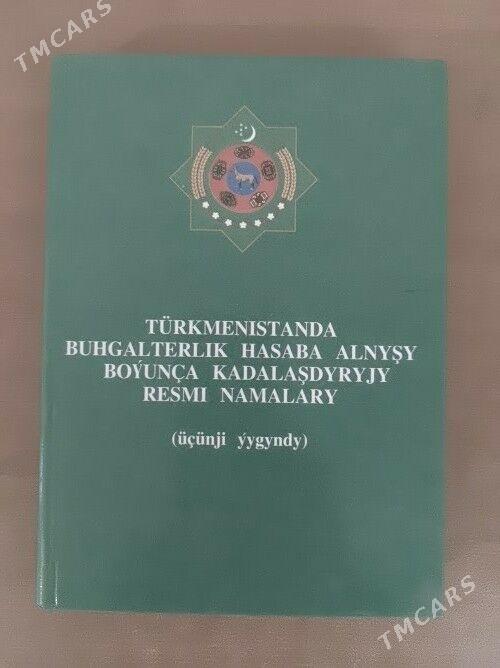 TMCARS
TÜRKMENISTANDA
BUHGALTERLIK HASABA ALNYŞY
BOÝUNÇA KADALAŞDYRYJY
RESMI NAMALARY
(üçünji ýygyndy)
TMCARS